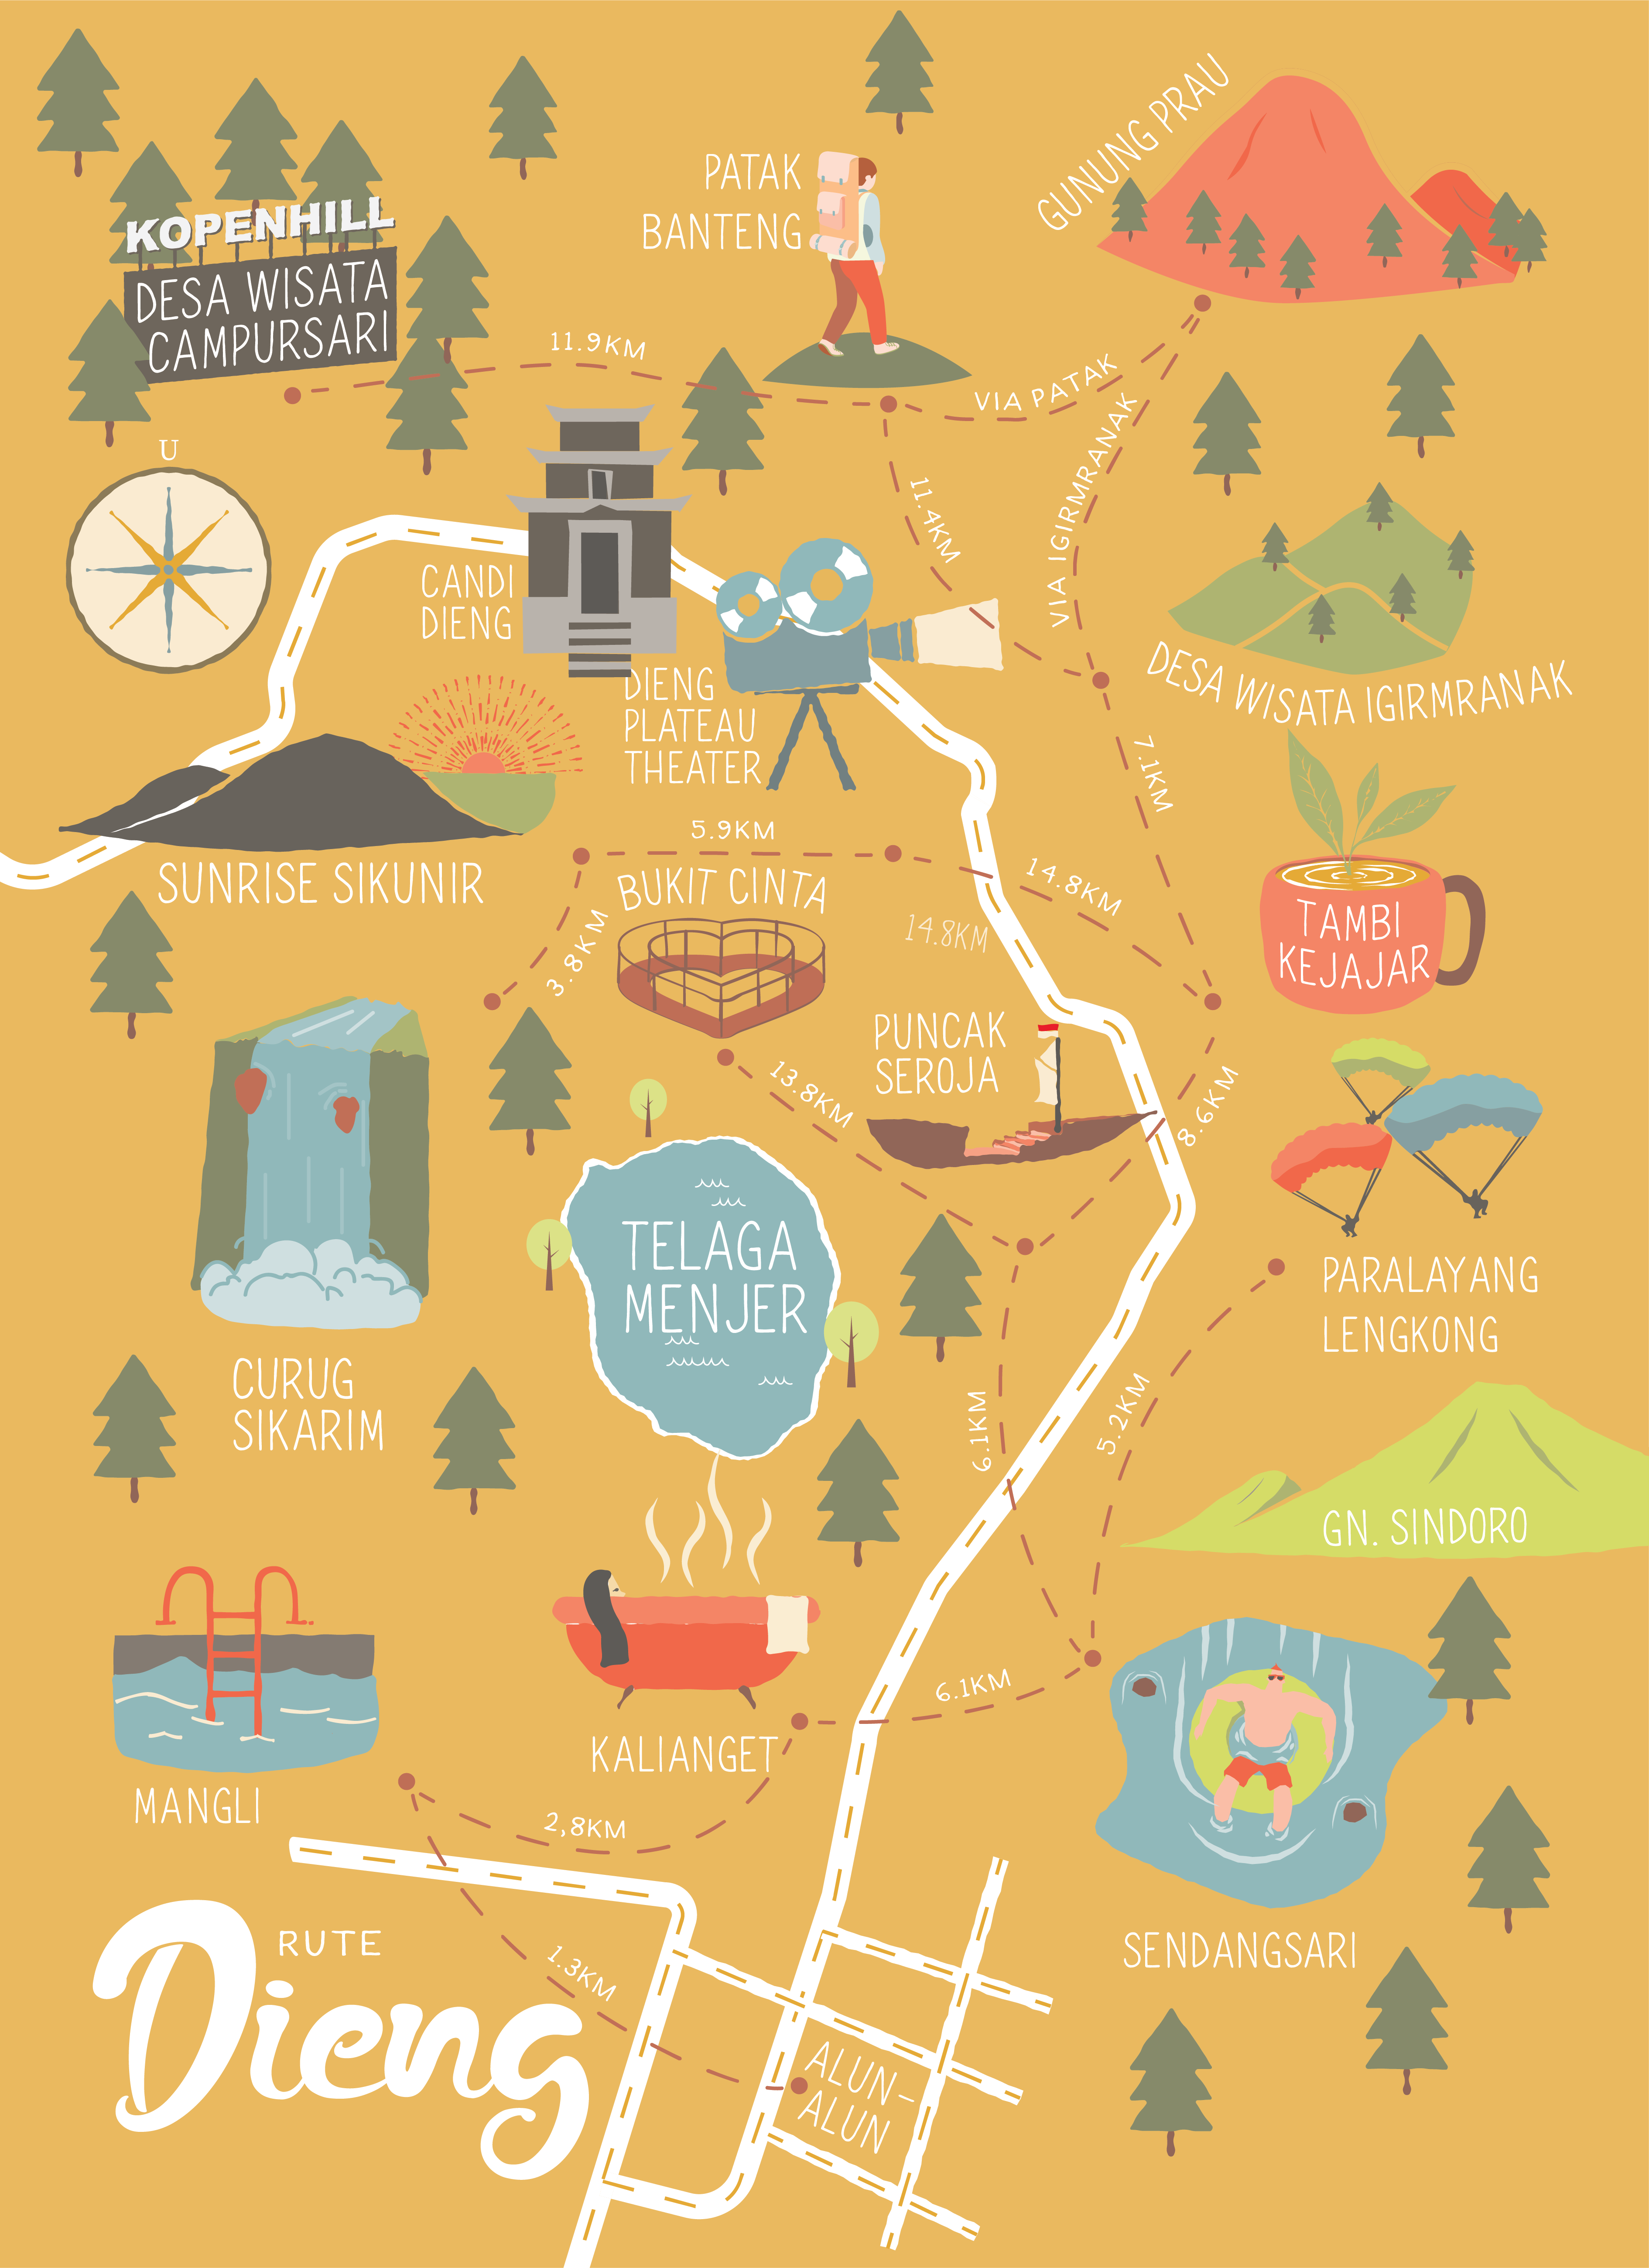 GUNUNG PRAU
PATAK
BANTENG
KOPENHILL
DESA WISATA
CAMPURSARI
11.9KM
VIA PATAK
VIA IGIRMRANAK
U
11.4KM
CANDI
DIENG
DESA WISATA IGIRMRANAK
DIENG
PLATEAU
THEATER
7.1KM
5.9KM
SUNRISE SIKUNIR
BUKIT CINTA
14.8KM
14.8KM
3.8KM
TAMBI
KEJAJAR
PUNCAK
SEROJA
13.8KM
8.6KM
TELAGA
MENJER
PARALAYANG
LENGKONG
CURUG
SIKARIM
6.1KM
5.2KM
GN. SINDORO
6.1KM
KALIANGET
MANGLI
2,8KM
SENDANGSARI
RUTE
Dieng
1.3KM
ALUN-
ALUN